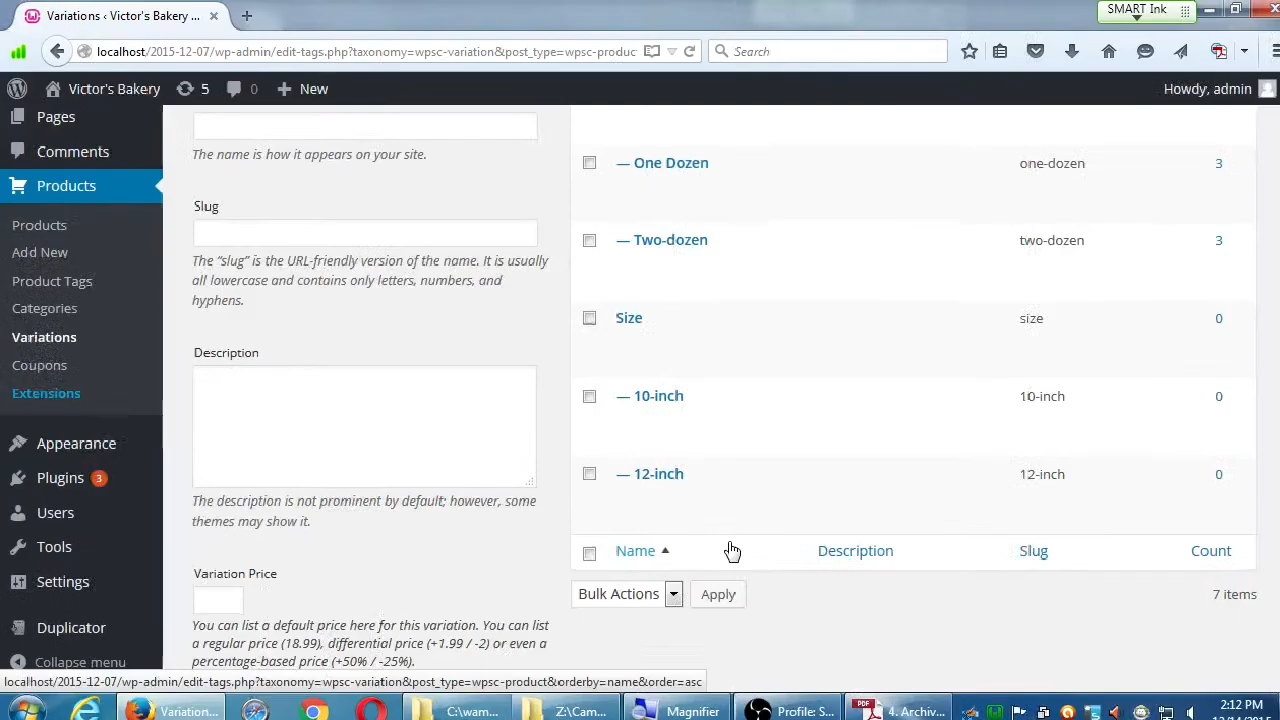 Variations ‹ Victor's Bakery ...
SMART Ink
localhost/2015-12-07/wp-admin/edit-tags.php?taxonomy=wpsc-variation&post_type=wpsc-produc
Search
Victor's Bakery
5
0
New
Howdy, admin
Pages
Comments
Products
Products
Add New
Product Tags
Categories
Variations
Coupons
Extensions
Appearance
Plugins 3
Users
Tools
Settings
Duplicator
Collapse menu
The name is how it appears on your site.
Slug
The “slug” is the URL-friendly version of the name. It is usually
all lowercase and contains only letters, numbers, and
hyphens.
Description
The description is not prominent by default; however, some
themes may show it.
Variation Price
You can list a default price here for this variation. You can list
a regular price (18.99), differential price (+1.99 / -2) or even a
percentage-based price (+50% / -25%).
— One Dozen one-dozen 3
— Two-dozen two-dozen 3
Size size 0
— 10-inch 10-inch 0
— 12-inch 12-inch 0
Name Description Slug Count
Bulk Actions Apply 7 items
localhost/2015-12-07/wp-admin/edit-tags.php?taxonomy=wpsc-variation&post_type=wpsc-product&orderby=name&order=asc
Variation...
C:\wam...
Z:\Cam...
Magnifier
Profile: S...
PDF
4. Archiv...
2:12 PM